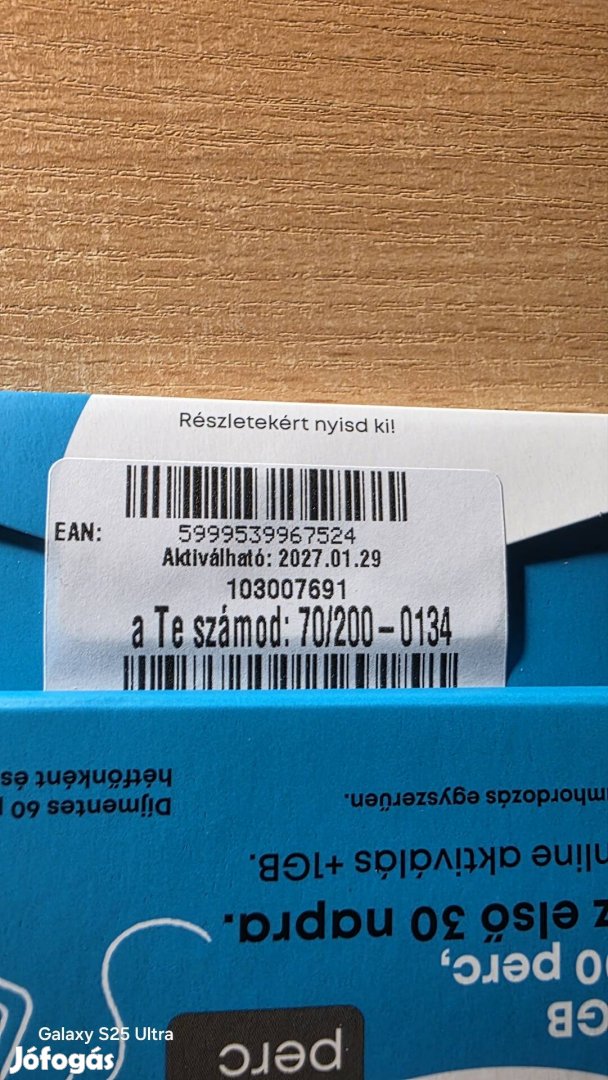 Részletekért nyisd ki!
EAN:
5999539967524
Aktiválható: 2027.01.29
103007691
a Te számod: 70/200-0134
hétfőnként és
Díjmentes 60
mhordozás egyszerűen.
nline aktiválás +1GB.
z első 30 napra.
0 perc,
GB
perc
Galaxy S25 Ultra
Jófogás